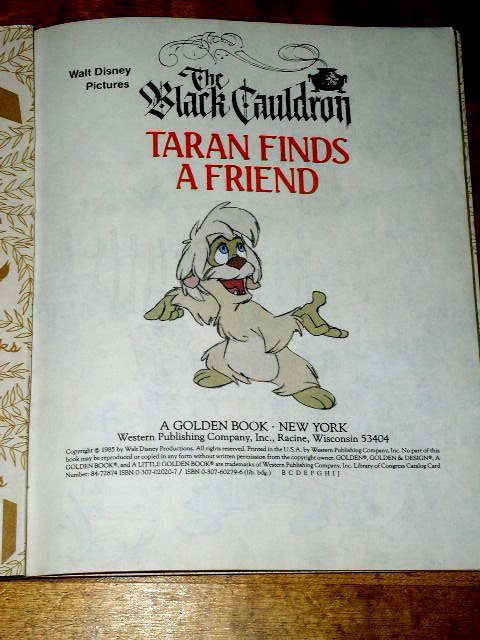 Walt Disney
Pictures
The
Black Cauldron
TARAN FINDS
A FRIEND
A GOLDEN BOOK · NEW YORK
Western Publishing Company, Inc., Racine, Wisconsin 53404
Copyright © 1985 by Walt Disney Productions. All rights reserved. Printed in the U.S.A. by Western Publishing Company, Inc. No part of this
book may be reproduced or copied in any form without written permission from the copyright owner. GOLDEN®, GOLDEN & DESIGN®, A
GOLDEN BOOK®, and A LITTLE GOLDEN BOOK® are trademarks of Western Publishing Company, Inc. Library of Congress Catalog Card
Number: 84-72874 ISBN 0-307-02020-7 / ISBN 0-307-60279-6 (lib. bdg.) B C D E F G H I J